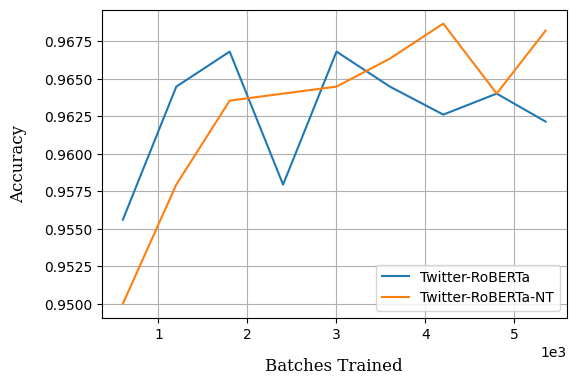 0.9675
0.9650
0.9625
0.9600
0.9575
0.9550
0.9525
0.9500
Accuracy
Twitter-RoBERTa
Twitter-RoBERTa-NT
1 2 3 4 5
1e3
Batches Trained